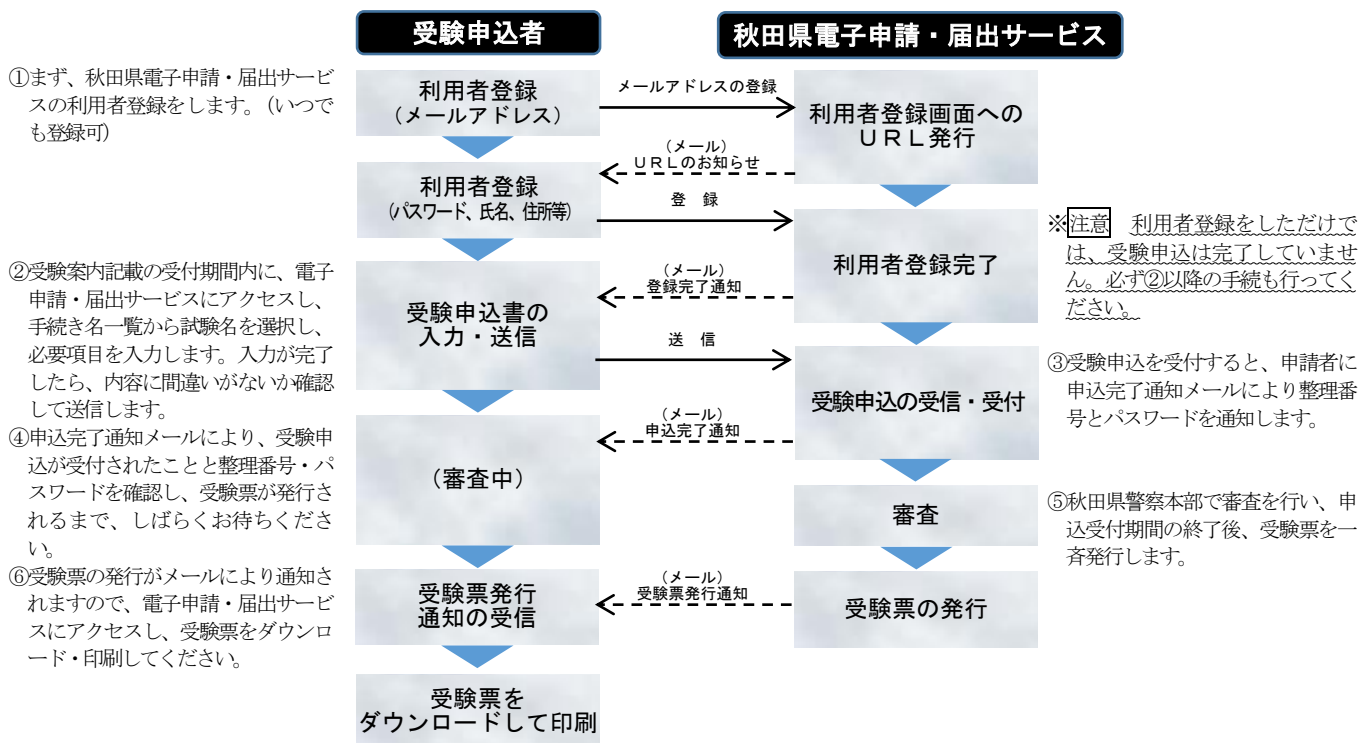 受験申込者
秋田県電子申請・届出サービス
①まず、秋田県電子申請・届出サービ
スの利用者登録をします。(いつで
も登録可)
利用者登録
(メールアドレス)
メールアドレスの登録
利用者登録画面への
URL発行
(メール)
URLのお知らせ
利用者登録
(パスワード、氏名、住所等)
登 録
利用者登録完了
※注意 利用者登録をしただけで
は、受験申込は完了していませ
ん。必ず②以降の手続も行ってく
ださい。
(メール)
登録完了通知
②受験案内記載の受付期間内に、電子
申請・届出サービスにアクセスし、
手続き名一覧から試験名を選択し、
必要項目を入力します。入力が完了
したら、内容に間違いがないか確認
して送信します。
受験申込書の
入力・送信
送 信
受験申込の受信・受付
③受験申込を受付すると、申請者に
申込完了通知メールにより整理番
号とパスワードを通知します。
(メール)
申込完了通知
④申込完了通知メールにより、受験申
込が受付されたことと整理番号・パ
スワードを確認し、受験票が発行さ
れるまで、しばらくお待ちくださ
い。
(審査中)
審査
⑤秋田県警察本部で審査を行い、申
込受付期間の終了後、受験票を一
斉発行します。
⑥受験票の発行がメールにより通知さ
れますので、電子申請・届出サービ
スにアクセスし、受験票をダウンロ
ード・印刷してください。
受験票発行
通知の受信
(メール)
受験票発行通知
受験票の発行
受験票を
ダウンロードして印刷